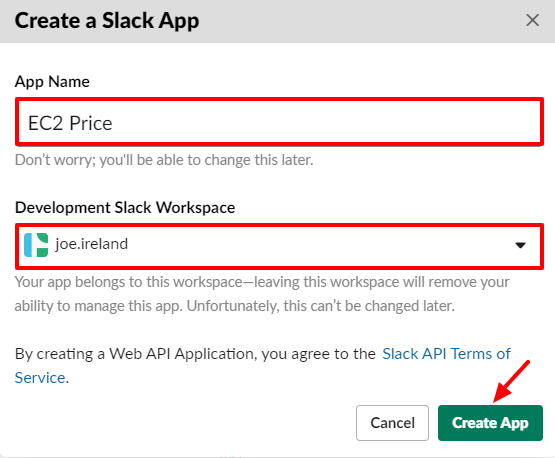 Create a Slack App
App Name
EC2 Price
Don't worry; you'll be able to change this later.
Development Slack Workspace
joe.ireland
Your app belongs to this workspace—leaving this workspace will remove your
ability to manage this app. Unfortunately, this can't be changed later.
By creating a Web API Application, you agree to the Slack API Terms of
Service.
Cancel
Create App